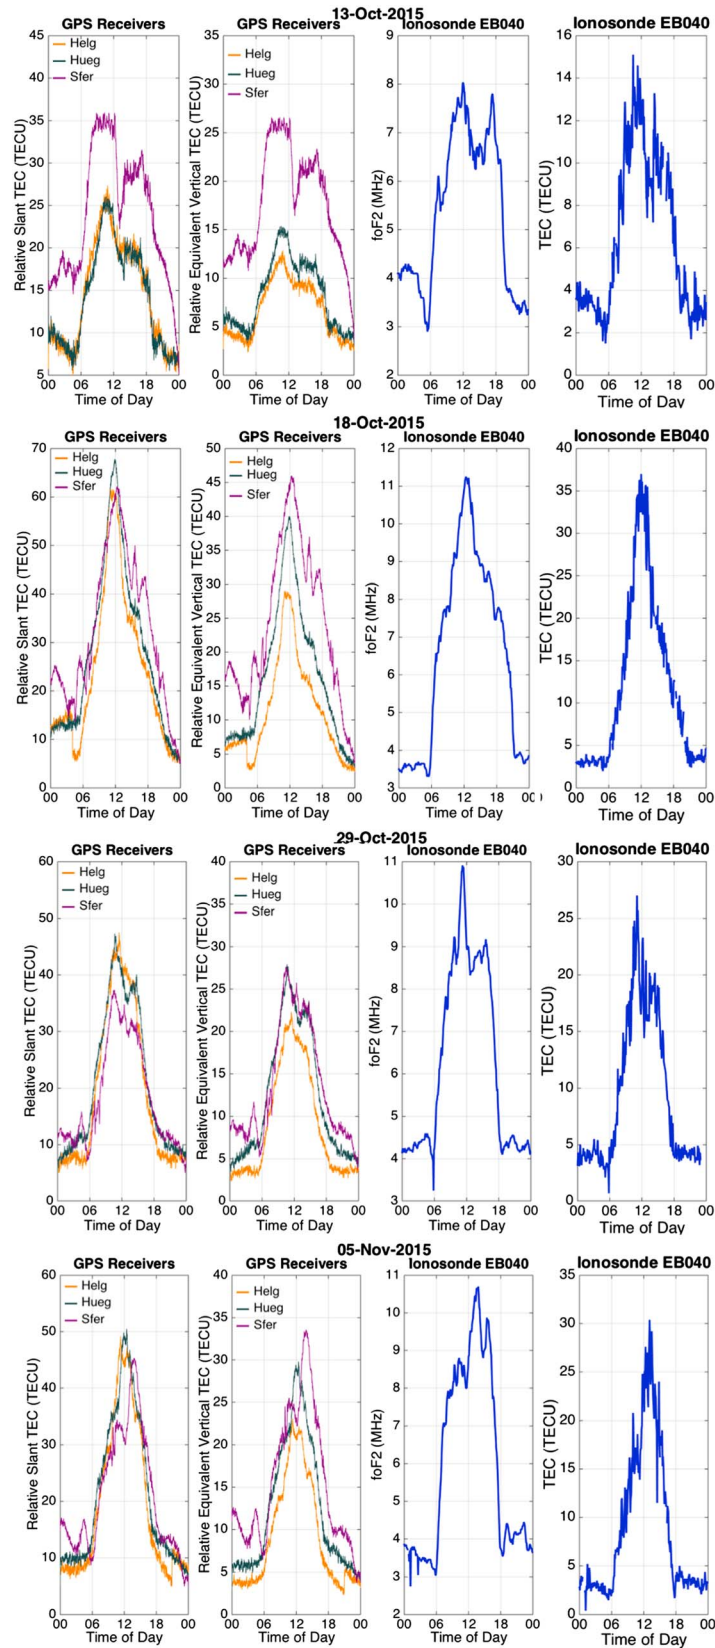 13-Oct-2015
GPS Receivers GPS Receivers Ionosonde EB040 Ionosonde EB040
Relative Slant TEC (TECU)
45
40
35
30
25
20
15
10
5
Helg
Hueg
Sfer
00 06 12 18 00
Time of Day
Relative Equivalent Vertical TEC (TECU)
35
30
25
20
15
10
5
0
Helg
Hueg
Sfer
00 06 12 18 00
Time of Day
foF2 (MHz)
9
8
7
6
5
4
3
2
00 06 12 18 00
Time of Day
TEC (TECU)
16
14
12
10
8
6
4
2
0
00 06 12 18 00
Time of Day
18-Oct-2015
GPS Receivers GPS Receivers Ionosonde EB040 Ionosonde EB040
Relative Slant TEC (TECU)
70
60
50
40
30
20
10
0
Helg
Hueg
Sfer
00 06 12 18 00
Time of Day
Relative Equivalent Vertical TEC (TECU)
50
45
40
35
30
25
20
15
10
5
0
Helg
Hueg
Sfer
00 06 12 18 00
Time of Day
foF2 (MHz)
12
11
10
9
8
7
6
5
4
3
00 06 12 18 00
Time of Day
TEC (TECU)
40
35
30
25
20
15
10
5
0
00 06 12 18 00
Time of Day
29-Oct-2015
GPS Receivers GPS Receivers Ionosonde EB040 Ionosonde EB040
Relative Slant TEC (TECU)
60
50
40
30
20
10
0
Helg
Hueg
Sfer
00 06 12 18 00
Time of Day
Relative Equivalent Vertical TEC (TECU)
40
35
30
25
20
15
10
5
0
Helg
Hueg
Sfer
00 06 12 18 00
Time of Day
foF2 (MHz)
11
10
9
8
7
6
5
4
3
00 06 12 18 00
Time of Day
TEC (TECU)
30
25
20
15
10
5
0
00 06 12 18 00
Time of Day
05-Nov-2015
GPS Receivers GPS Receivers Ionosonde EB040 Ionosonde EB040
Relative Slant TEC (TECU)
60
50
40
30
20
10
0
Helg
Hueg
Sfer
00 06 12 18 00
Time of Day
Relative Equivalent Vertical TEC (TECU)
40
35
30
25
20
15
10
5
0
Helg
Hueg
Sfer
00 06 12 18 00
Time of Day
foF2 (MHz)
11
10
9
8
7
6
5
4
3
2
00 06 12 18 00
Time of Day
TEC (TECU)
35
30
25
20
15
10
5
0
00 06 12 18 00
Time of Day